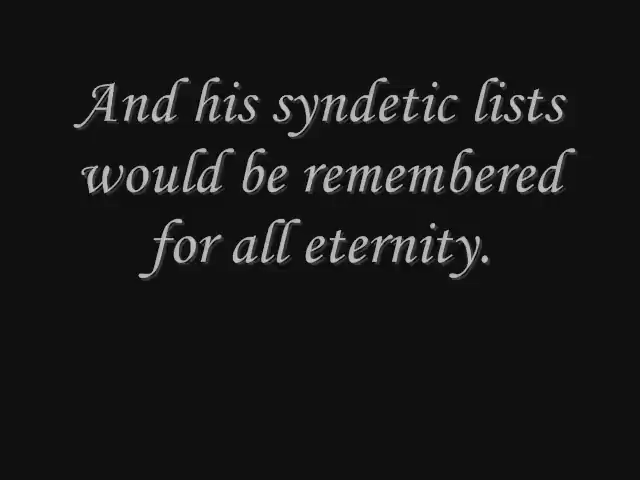 And his syndetic lists
would be remembered
for all eternity.